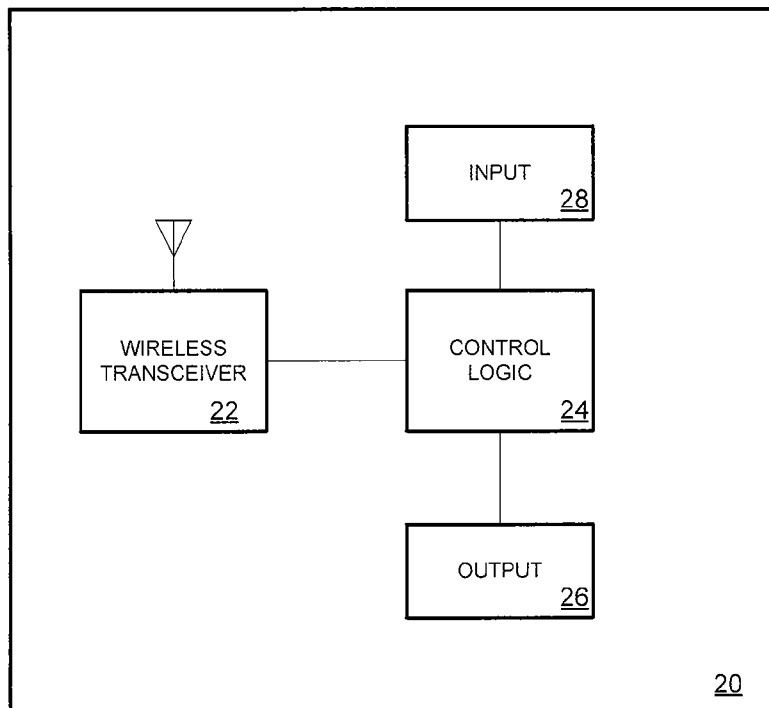 INPUT
28
WIRELESS
TRANSCEIVER
22
CONTROL
LOGIC
24
OUTPUT
26
20